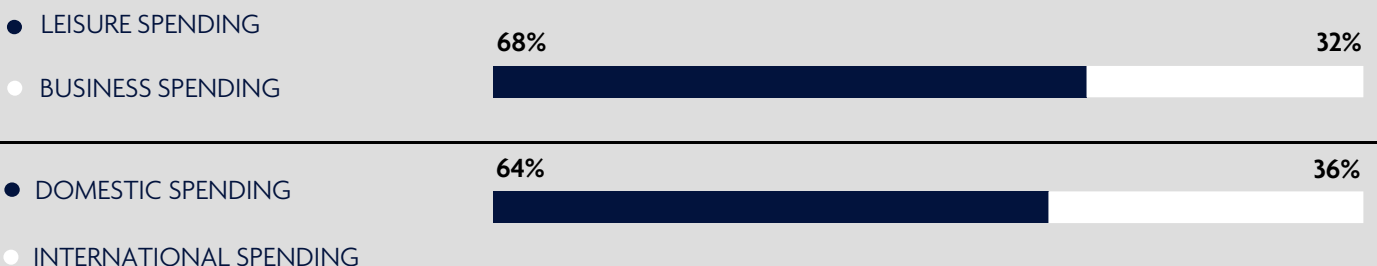 LEISURE SPENDING
68% 32%
BUSINESS SPENDING
64% 36%
DOMESTIC SPENDING
INTERNATIONAL SPENDING